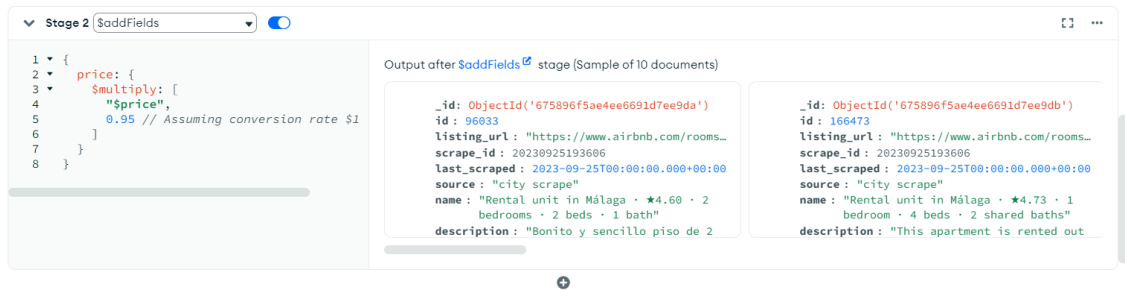 Stage 2 $addFields
1 {
2 price: {
3 $multiply: [
4 "$price",
5 0.95 // Assuming conversion rate $1
6 ]
7 }
8 }
Output after $addFields stage (Sample of 10 documents)
_id: ObjectId('675896f5ae4ee6691d7ee9da')
id: 96033
listing_url: "https://www.airbnb.com/rooms…
scrape_id: 20230925193606
last_scraped: 2023-09-25T00:00:00.000+00:00
source: "city scrape"
name: "Rental unit in Málaga · ★4.60 · 2
bedrooms · 2 beds · 1 bath"
description: "Bonito y sencillo piso de 2
_id: ObjectId('675896f5ae4ee6691d7ee9db')
id: 166473
listing_url: "https://www.airbnb.com/rooms…
scrape_id: 20230925193606
last_scraped: 2023-09-25T00:00:00.000+00:00
source: "city scrape"
name: "Rental unit in Málaga · ★4.73 · 1
bedroom · 4 beds · 2 shared baths"
description: "This apartment is rented out